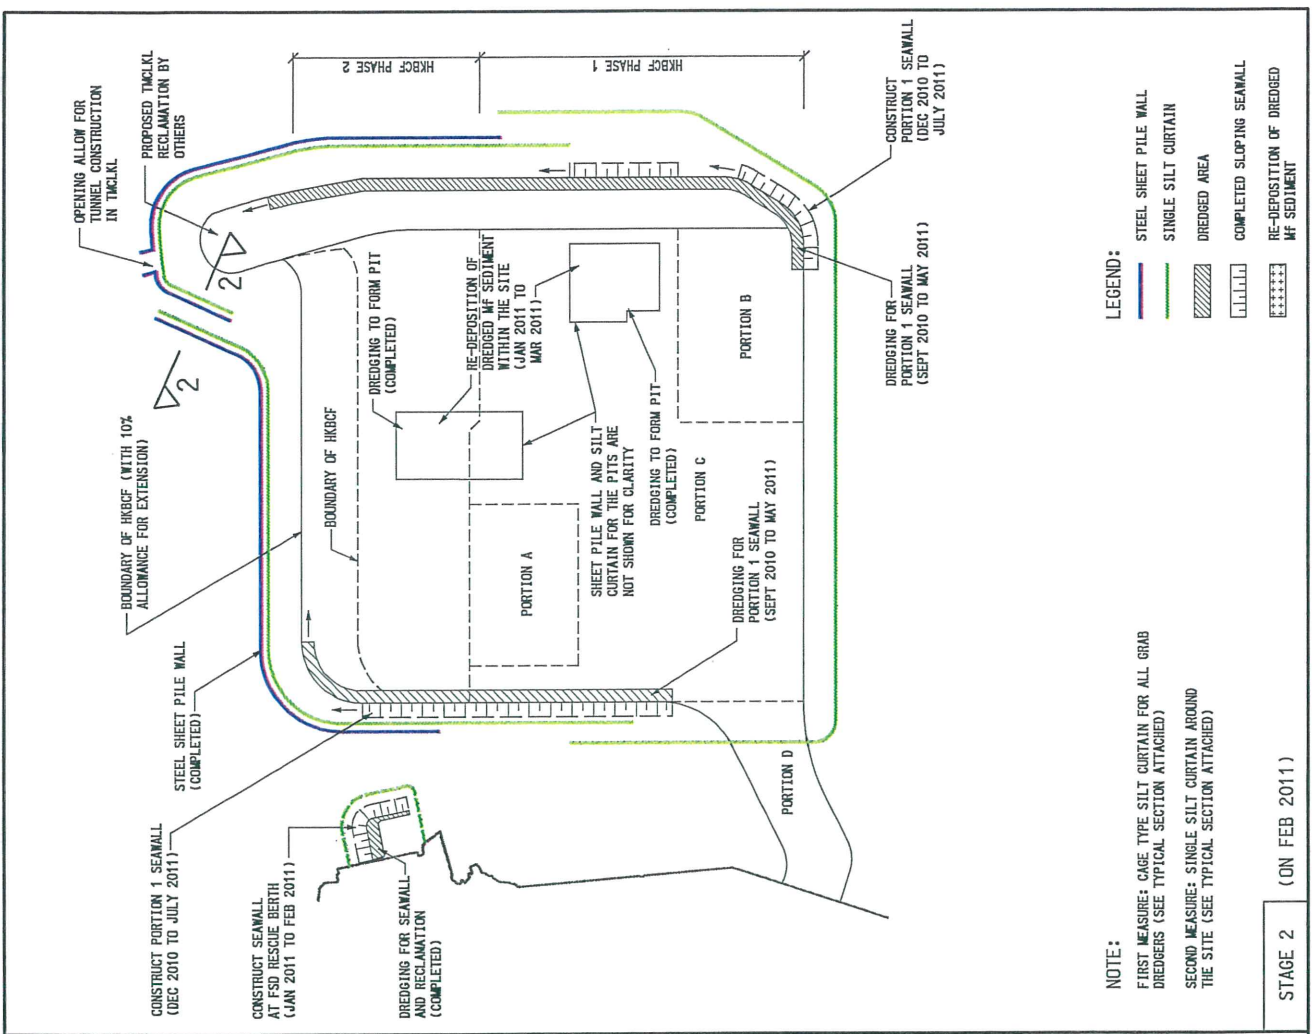 OPENING ALLOW FOR
TUNNEL CONSTRUCTION
IN TMCLKL
PROPOSED TMCLKL
RECLAMATION BY
OTHERS
HKBCF PHASE 2
HKBCF PHASE 1
BOUNDARY OF HKBCF (WITH 10%
ALLOWANCE FOR EXTENSION)
2
2
STEEL SHEET PILE WALL
(COMPLETED)
CONSTRUCT PORTION 1 SEAWALL
(DEC 2010 TO JULY 2011)
CONSTRUCT SEAWALL
AT FSD RESCUE BERTH
(JAN 2011 TO FEB 2011)
DREDGING FOR SEAWALL
AND RECLAMATION
(COMPLETED)
BOUNDARY OF HKBCF
DREDGING TO FORM PIT
(COMPLETED)
RE-DEPOSITION OF
DREDGED Mf SEDIMENT
WITHIN THE SITE
(JAN 2011 TO
MAR 2011)
PORTION A
SHEET PILE WALL AND SILT
CURTAIN FOR THE PITS ARE
NOT SHOWN FOR CLARITY
DREDGING TO FORM PIT
(COMPLETED)
PORTION C
PORTION B
DREDGING FOR
PORTION 1 SEAWALL
(SEPT 2010 TO MAY 2011)
PORTION D
CONSTRUCT
PORTION 1 SEAWALL
(DEC 2010 TO
JULY 2011)
DREDGING FOR
PORTION 1 SEAWALL
(SEPT 2010 TO MAY 2011)
LEGEND:
STEEL SHEET PILE WALL
SINGLE SILT CURTAIN
DREDGED AREA
COMPLETED SLOPING SEAWALL
RE-DEPOSITION OF DREDGED
Mf SEDIMENT
NOTE:
FIRST MEASURE: CAGE TYPE SILT CURTAIN FOR ALL GRAB
DREDGERS (SEE TYPICAL SECTION ATTACHED)
SECOND MEASURE: SINGLE SILT CURTAIN AROUND
THE SITE (SEE TYPICAL SECTION ATTACHED)
STAGE 2 (ON FEB 2011)